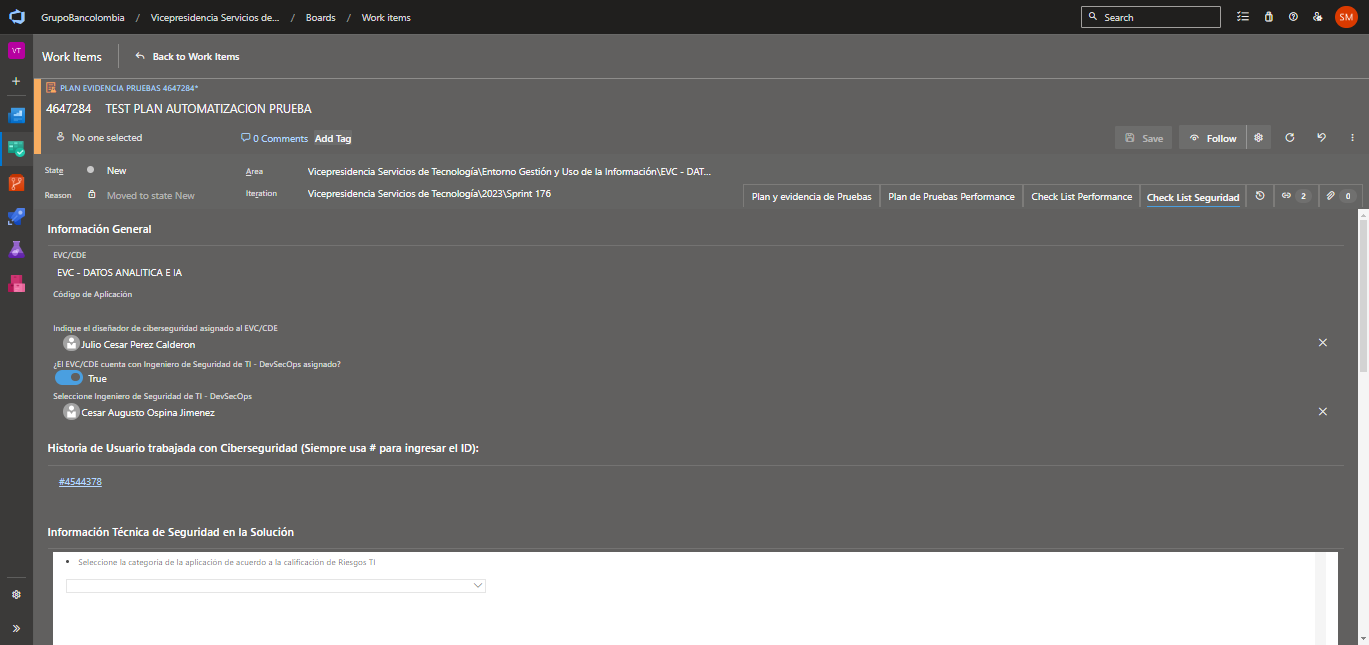 GrupoBancolombia / Vicepresidencia Servicios de... / Boards / Work items
Search
SM
VT
Work Items
Back to Work Items
PLAN EVIDENCIA PRUEBAS 4647284*
4647284 TEST PLAN AUTOMATIZACION PRUEBA
No one selected
0 Comments
Add Tag
Save
Follow
State New
Area Vicepresidencia Servicios de Tecnología\Entorno Gestión y Uso de la Información\EVC - DAT...
Reason Moved to state New
Iteration Vicepresidencia Servicios de Tecnología\2023\Sprint 176
Plan y evidencia de Pruebas
Plan de Pruebas Performance
Check List Performance
Check List Seguridad
2
0
Información General
EVC/CDE
EVC - DATOS ANALITICA E IA
Código de Aplicación
Indique el diseñador de ciberseguridad asignado al EVC/CDE
Julio Cesar Perez Calderon
¿El EVC/CDE cuenta con Ingeniero de Seguridad de TI - DevSecOps asignado?
True
Seleccione Ingeniero de Seguridad de TI - DevSecOps
Cesar Augusto Ospina Jimenez
Historia de Usuario trabajada con Ciberseguridad (Siempre usa # para ingresar el ID):
#4544378
Información Técnica de Seguridad en la Solución
• Seleccione la categoria de la aplicación de acuerdo a la calificación de Riesgos TI